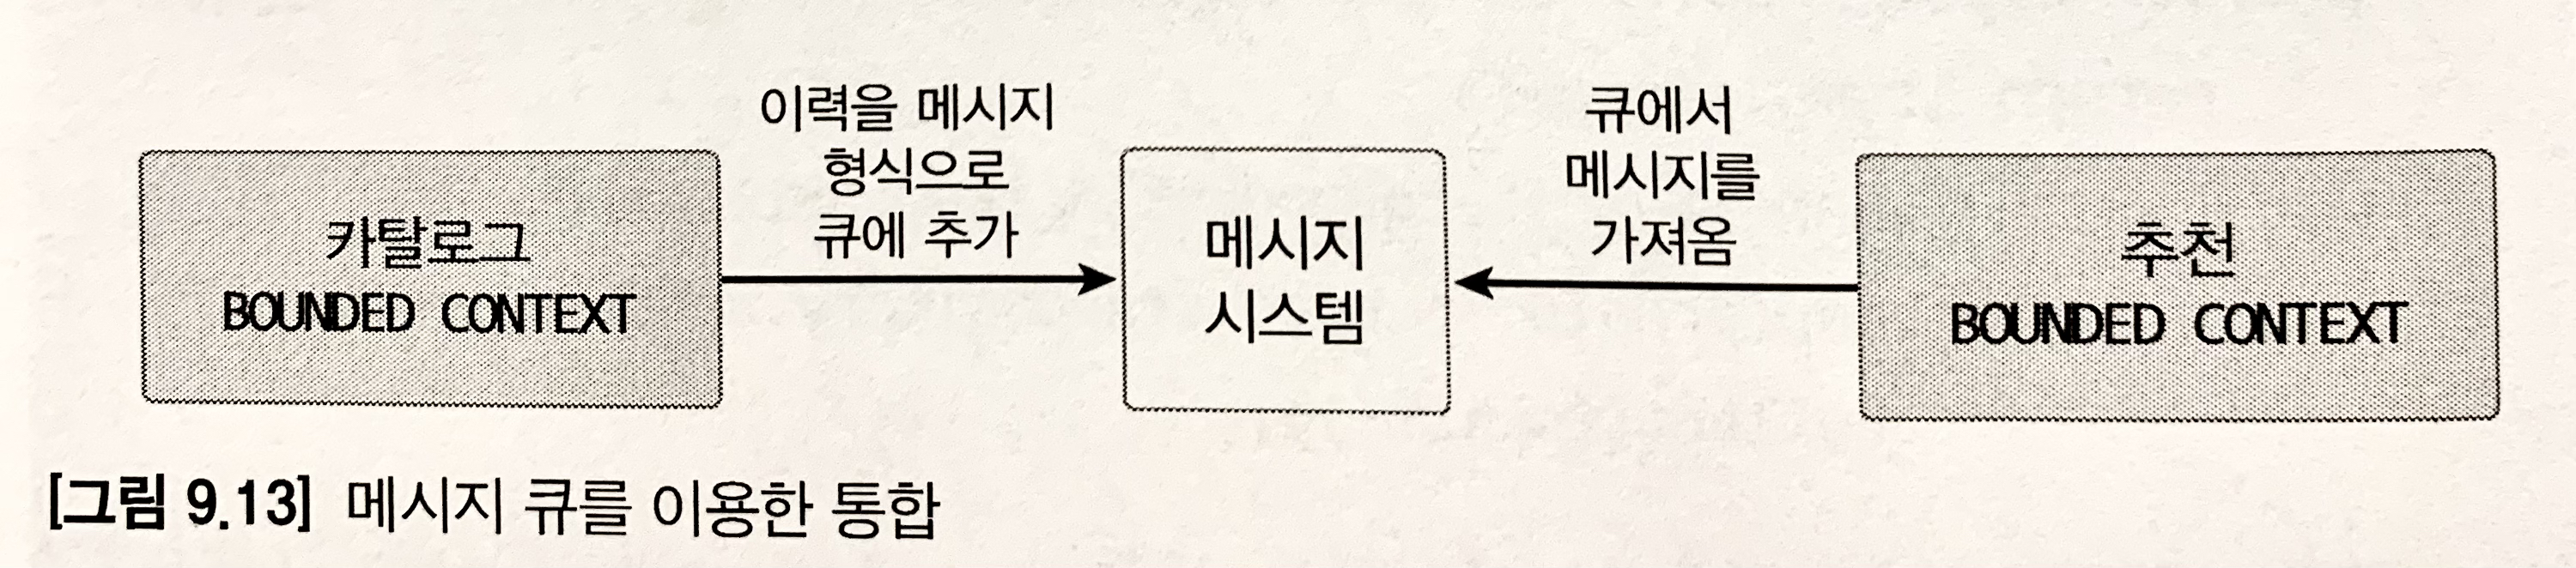 카탈로그
BOUNDED CONTEXT
이력을 메시지
형식으로
큐에 추가
메시지
시스템
큐에서
메시지를
가져옴
추천
BOUNDED CONTEXT
[그림 9.13] 메시지 큐를 이용한 통합